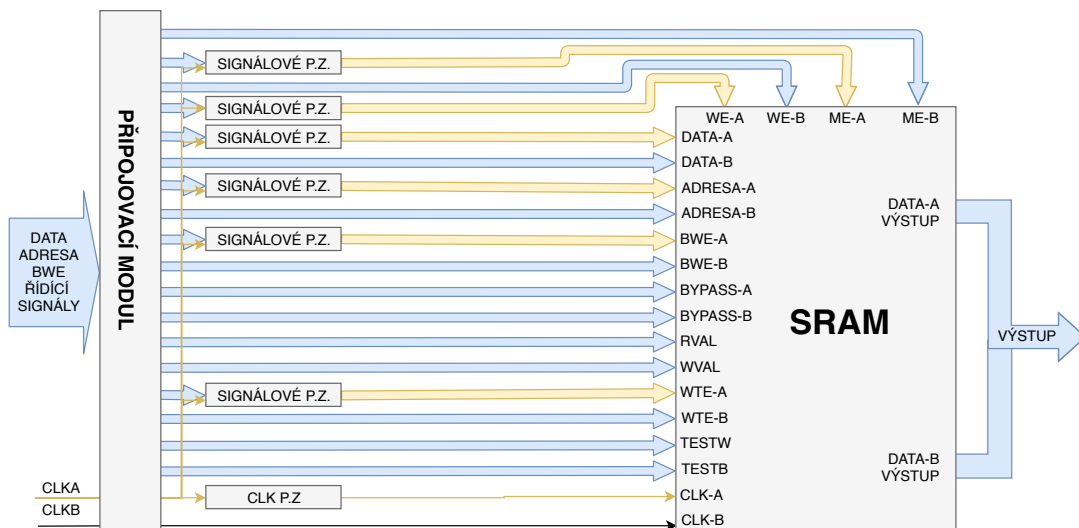 PŘIPOJOVACÍ MODUL
DATA
ADRESA
BWE
ŘÍDÍCÍ
SIGNÁLY
CLKA
CLKB
SIGNÁLOVÉ P.Z.
SIGNÁLOVÉ P.Z.
SIGNÁLOVÉ P.Z.
SIGNÁLOVÉ P.Z.
SIGNÁLOVÉ P.Z.
SIGNÁLOVÉ P.Z.
CLK P.Z
WE-A
WE-B
ME-A
ME-B
DATA-A
DATA-B
ADRESA-A
ADRESA-B
BWE-A
BWE-B
BYPASS-A
BYPASS-B
RVAL
WVAL
WTE-A
WTE-B
TESTW
TESTB
CLK-A
CLK-B
SRAM
DATA-A
VÝSTUP
DATA-B
VÝSTUP
VÝSTUP